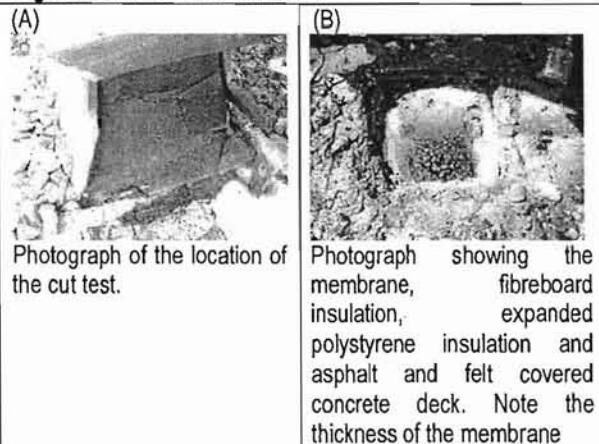 (A)
Photograph of the location of
the cut test.
(B)
Photograph showing the
membrane, fibreboard
insulation, expanded
polystyrene insulation and
asphalt and felt covered
concrete deck. Note the
thickness of the membrane